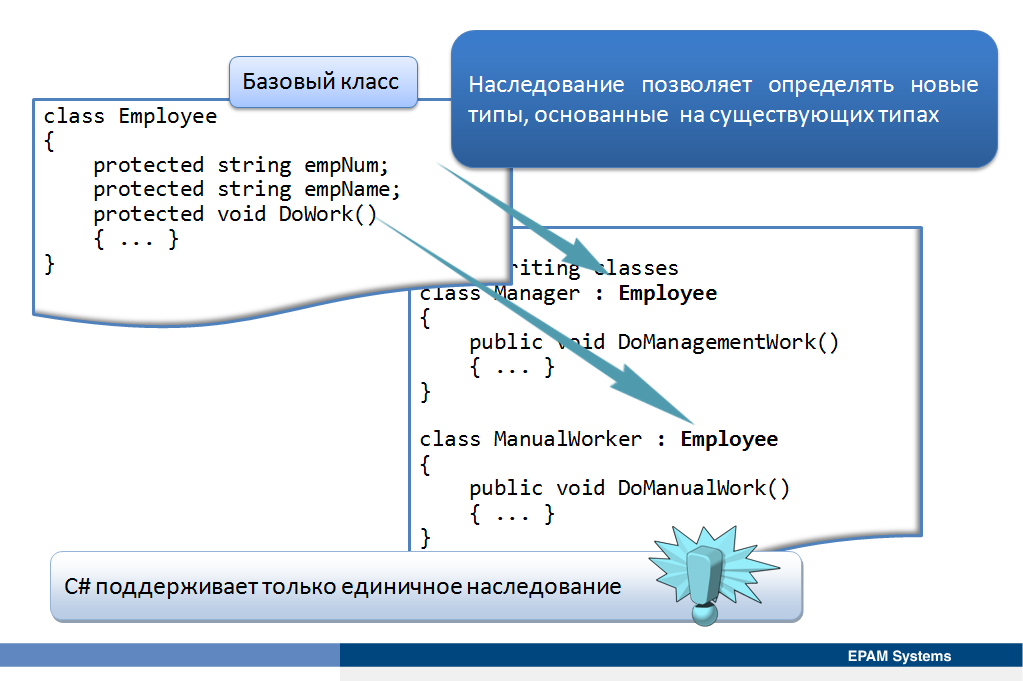 Базовый класс
Наследование позволяет определять новые
типы, основанные на существующих типах
class Employee
{
protected string empNum;
protected string empName;
protected void DoWork()
{ ... }
}
classes
class Manager : Employee
{
public void DoManagementWork()
{ ... }
}
class ManualWorker : Employee
{
public void DoManualWork()
{ ... }
}
C# поддерживает только единичное наследование
EPAM Systems